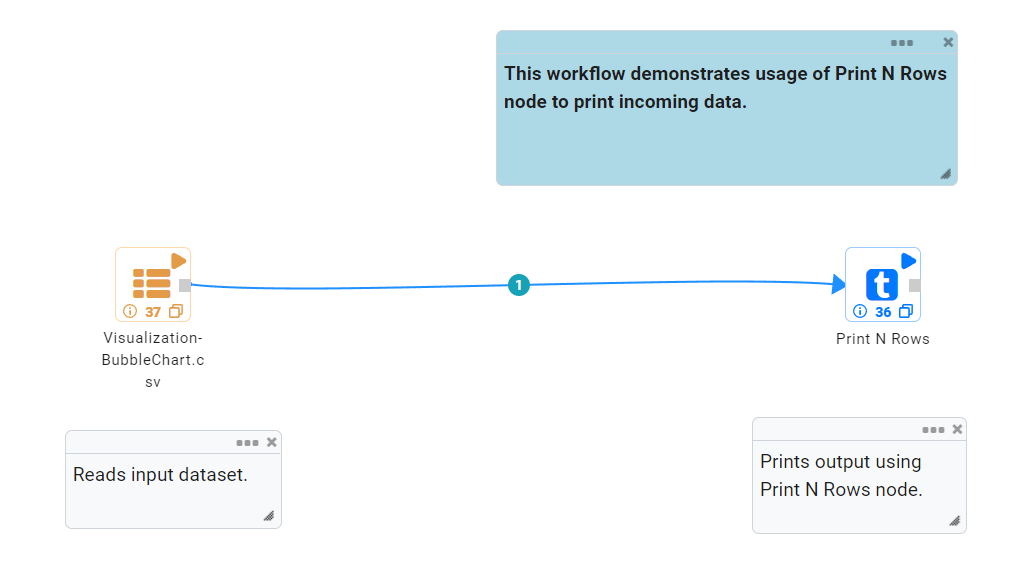 This workflow demonstrates usage of Print N Rows
node to print incoming data.
1
t
37
36
Visualization-
BubbleChart.c
sv
Print N Rows
Reads input dataset.
Prints output using
Print N Rows node.